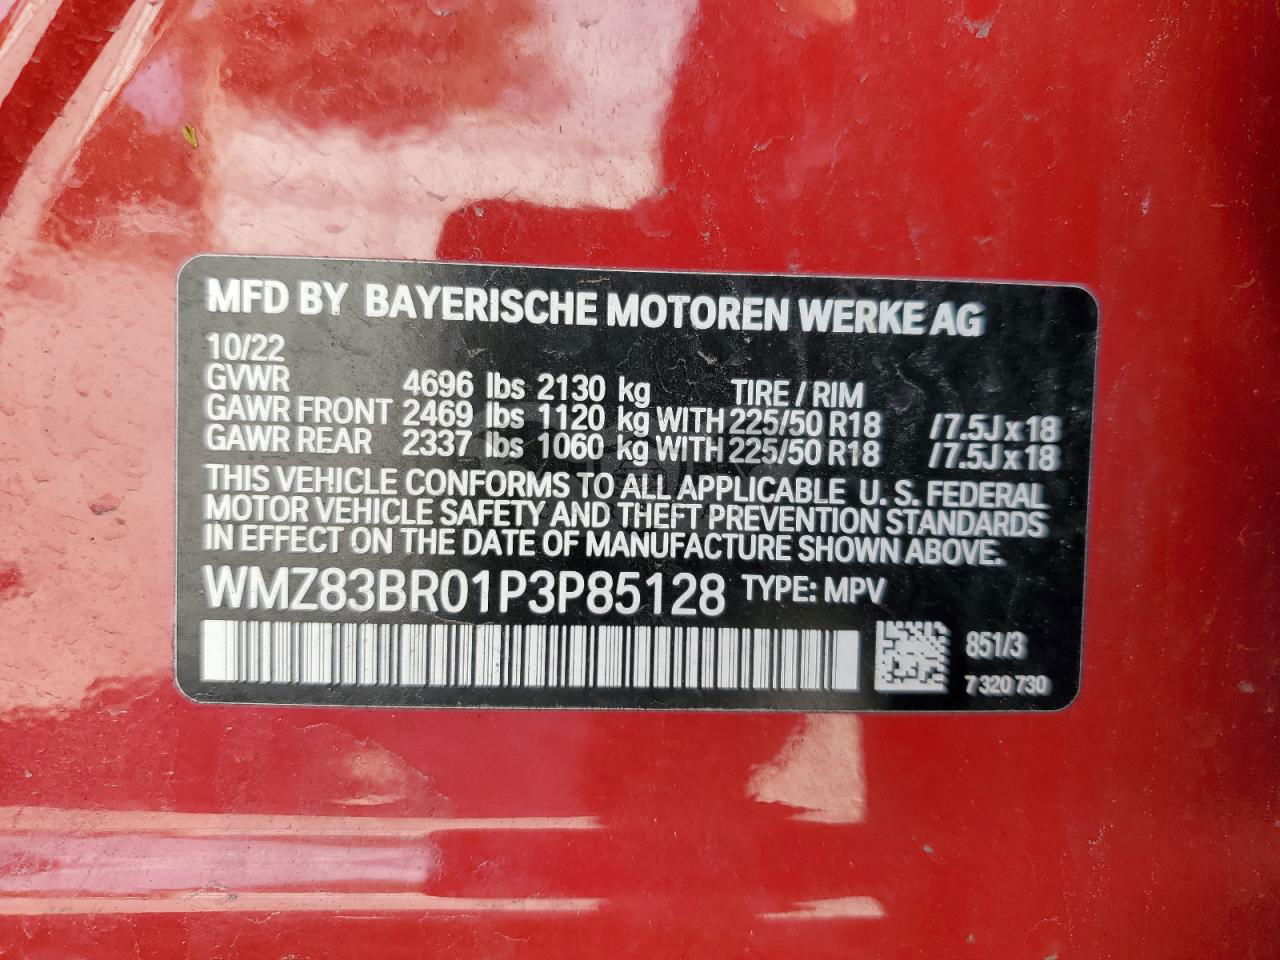 MFD BY BAYERISCHE MOTOREN WERKE AG
10/22
GVWR 4696 lbs 2130 kg TIRE / RIM
GAWR FRONT 2469 lbs 1120 kg WITH 225/50 R18 /7.5J x 18
GAWR REAR 2337 lbs 1060 kg WITH 225/50 R18 /7.5J x 18
THIS VEHICLE CONFORMS TO ALL APPLICABLE U. S. FEDERAL
MOTOR VEHICLE SAFETY AND THEFT PREVENTION STANDARDS
IN EFFECT ON THE DATE OF MANUFACTURE SHOWN ABOVE.
WMZ83BR01P3P85128 TYPE: MPV
851/3
7 320 730